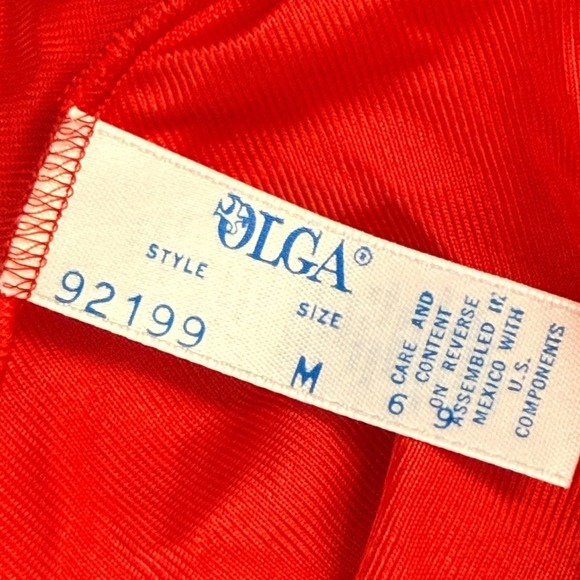 OLGA®
STYLE
92199
SIZE
M
6 9
CARE AND
CONTENT
ON REVERSE
ASSEMBLED IN
MEXICO WITH
U.S.
COMPONENTS